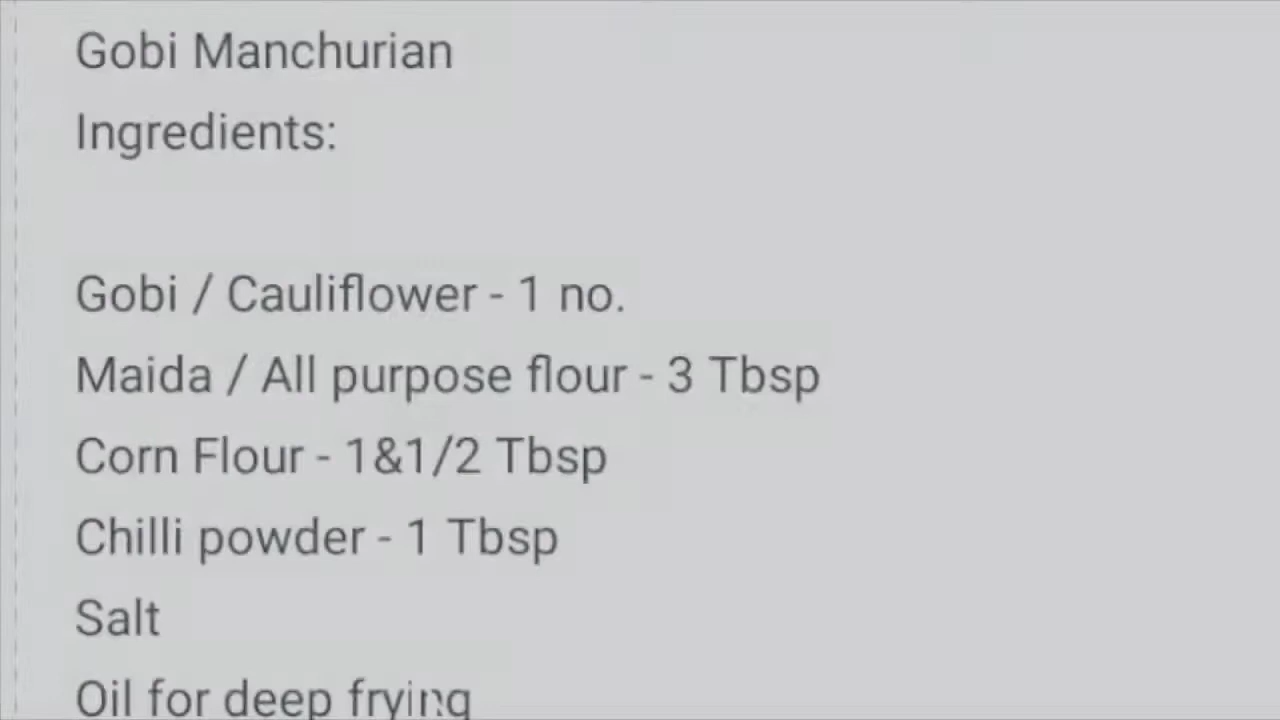 Gobi Manchurian
Ingredients:
Gobi / Cauliflower - 1 no.
Maida / All purpose flour - 3 Tbsp
Corn Flour - 1&1/2 Tbsp
Chilli powder - 1 Tbsp
Salt
Oil for deep frying